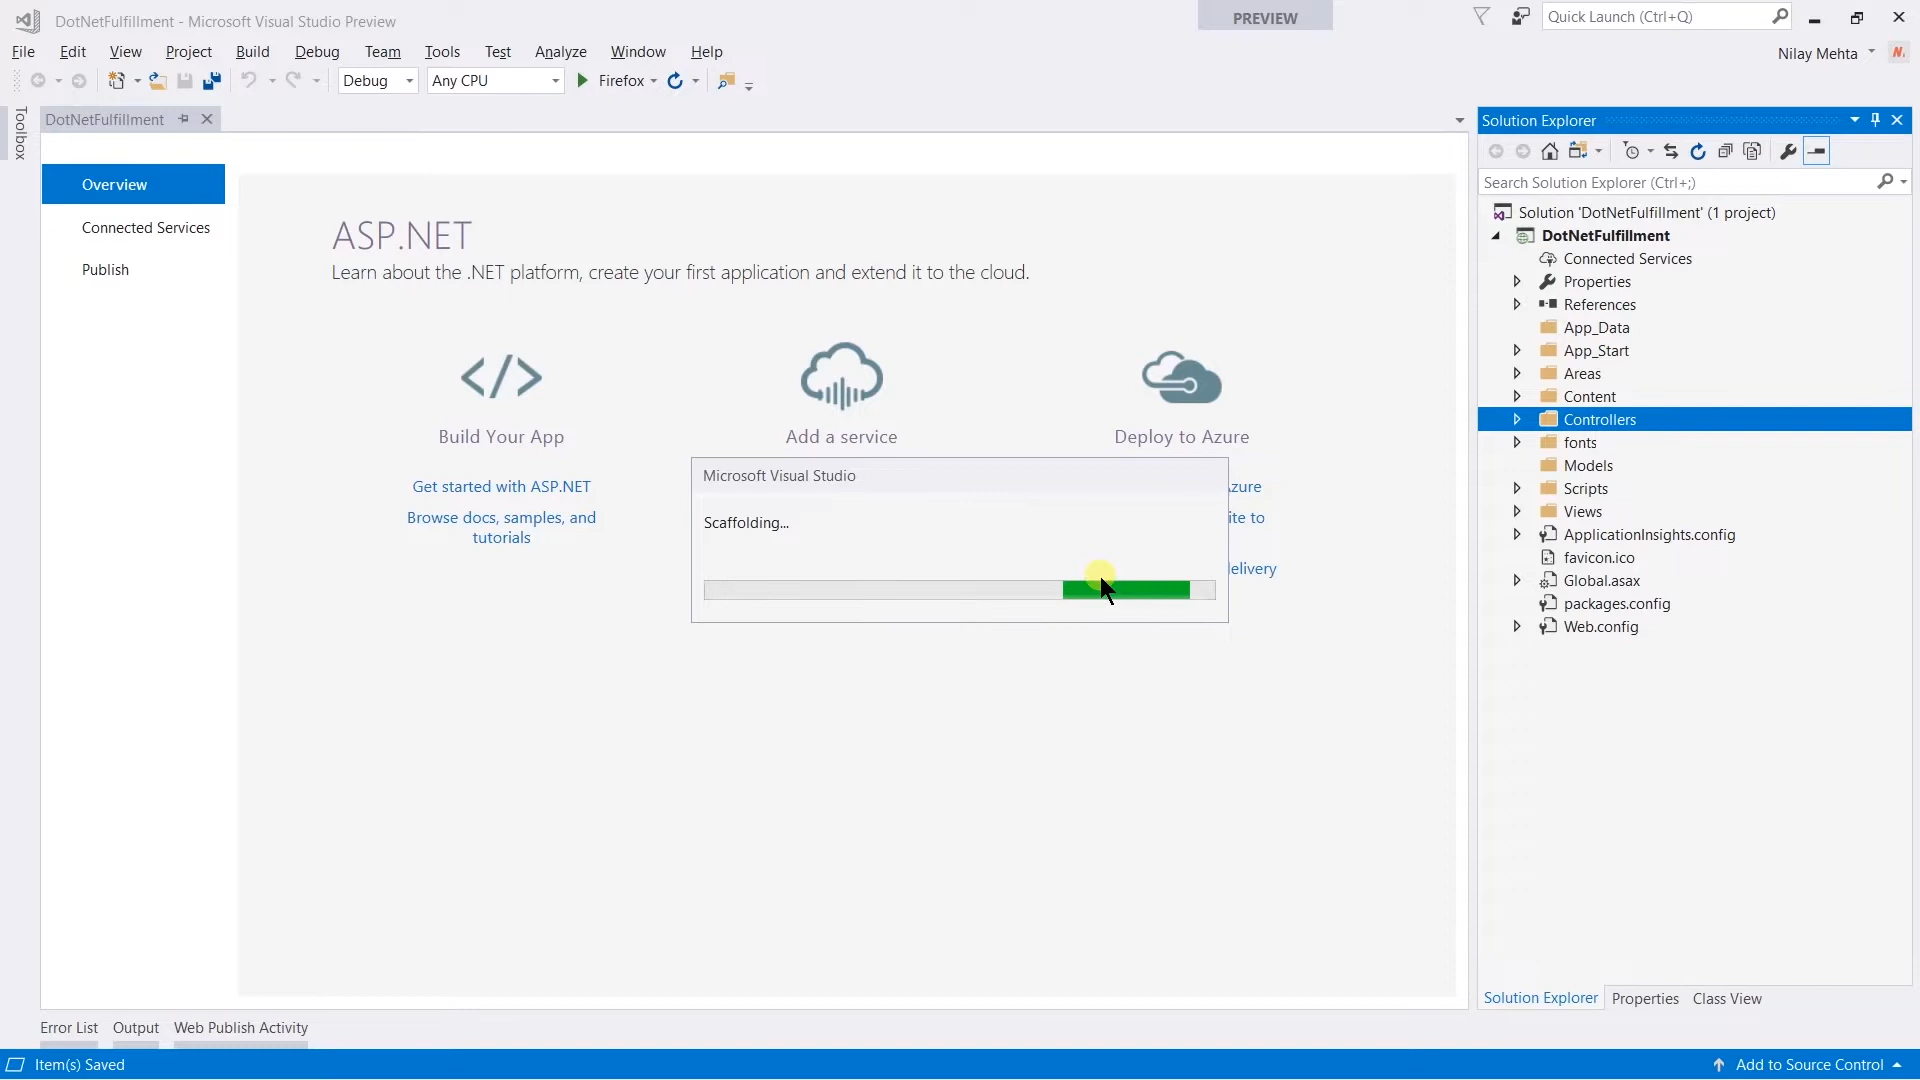 DotNetFulfillment - Microsoft Visual Studio Preview
PREVIEW
Quick Launch (Ctrl+Q)
File Edit View Project Build Debug Team Tools Test Analyze Window Help
Nilay Mehta
Debug
Any CPU
Firefox
Toolbox
DotNetFulfillment
Overview
Connected Services
Publish
ASP.NET
Learn about the .NET platform, create your first application and extend it to the cloud.
Build Your App
Add a service
Deploy to Azure
Get started with ASP.NET
Browse docs, samples, and
tutorials
Azure
ite to
delivery
Microsoft Visual Studio
Scaffolding...
Solution Explorer
Search Solution Explorer (Ctrl+;)
Solution 'DotNetFulfillment' (1 project)
DotNetFulfillment
Connected Services
Properties
References
App_Data
App_Start
Areas
Content
Controllers
fonts
Models
Scripts
Views
ApplicationInsights.config
favicon.ico
Global.asax
packages.config
Web.config
Solution Explorer Properties Class View
Error List Output Web Publish Activity
Item(s) Saved
Add to Source Control